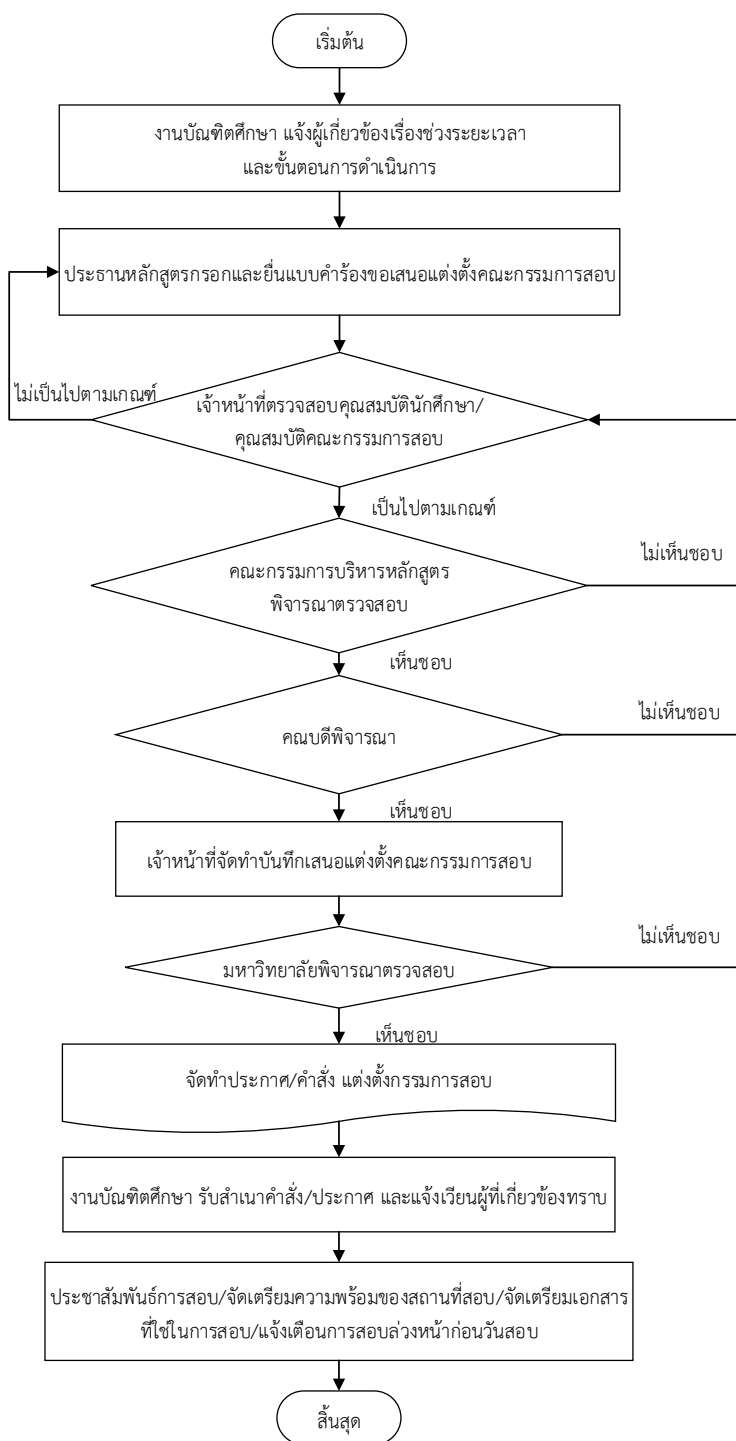 เริ่มต้น
งานบัณฑิตศึกษา แจ้งผู้เกี่ยวข้องเรื่องช่วงระยะเวลา
และขั้นตอนการดำเนินการ
ประธานหลักสูตรกรอกและยื่นแบบคำร้องขอเสนอแต่งตั้งคณะกรรมการสอบ
ไม่เป็นไปตามเกณฑ์
เจ้าหน้าที่ตรวจสอบคุณสมบัตินักศึกษา/
คุณสมบัติคณะกรรมการสอบ
เป็นไปตามเกณฑ์
คณะกรรมการบริหารหลักสูตร
พิจารณาตรวจสอบ
ไม่เห็นชอบ
เห็นชอบ
คณบดีพิจารณา
ไม่เห็นชอบ
เห็นชอบ
เจ้าหน้าที่จัดทำบันทึกเสนอแต่งตั้งคณะกรรมการสอบ
มหาวิทยาลัยพิจารณาตรวจสอบ
ไม่เห็นชอบ
เห็นชอบ
จัดทำประกาศ/คำสั่ง แต่งตั้งกรรมการสอบ
งานบัณฑิตศึกษา รับสำเนาคำสั่ง/ประกาศ และแจ้งเวียนผู้ที่เกี่ยวข้องทราบ
ประชาสัมพันธ์การสอบ/จัดเตรียมความพร้อมของสถานที่สอบ/จัดเตรียมเอกสาร
ที่ใช้ในการสอบ/แจ้งเตือนการสอบล่วงหน้าก่อนวันสอบ
สิ้นสุด